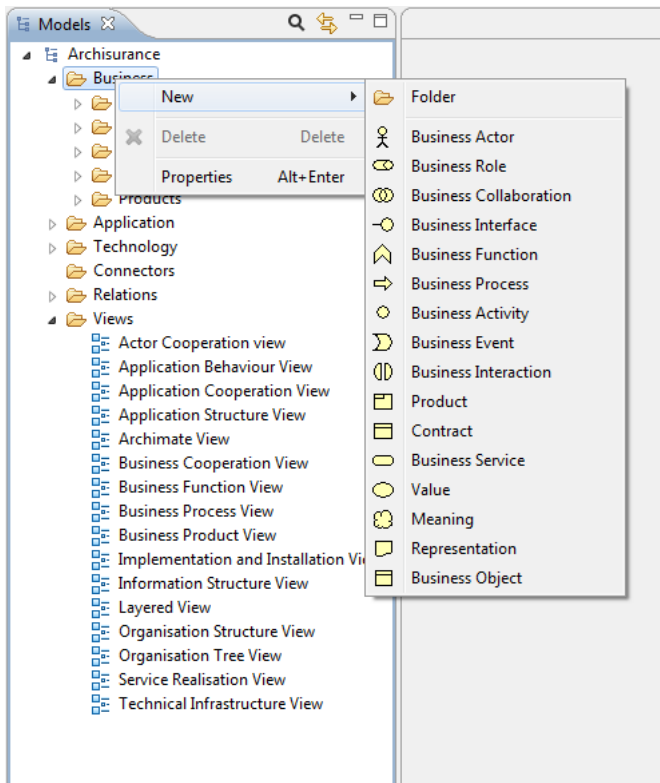 Models
Archisurance
Business
New
Delete Delete
Properties Alt+Enter
Products
Application
Technology
Connectors
Relations
Views
Actor Cooperation view
Application Behaviour View
Application Cooperation View
Application Structure View
Archimate View
Business Cooperation View
Business Function View
Business Process View
Business Product View
Implementation and Installation Vi
Information Structure View
Layered View
Organisation Structure View
Organisation Tree View
Service Realisation View
Technical Infrastructure View
Folder
Business Actor
Business Role
Business Collaboration
Business Interface
Business Function
Business Process
Business Activity
Business Event
Business Interaction
Product
Contract
Business Service
Value
Meaning
Representation
Business Object